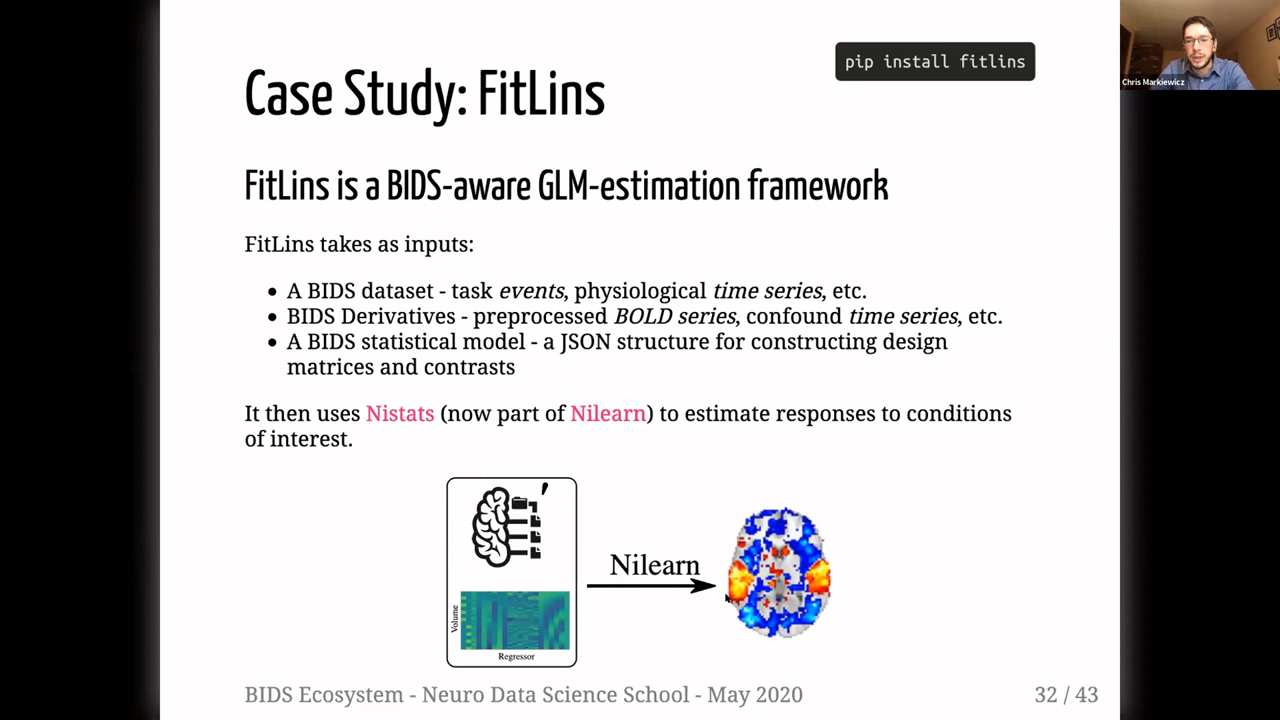 pip install fitlins
Chris Markiewicz
Case Study: FitLins
FitLins is a BIDS-aware GLM-estimation framework
FitLins takes as inputs:
• A BIDS dataset - task events, physiological time series, etc.
• BIDS Derivatives - preprocessed BOLD series, confound time series, etc.
• A BIDS statistical model - a JSON structure for constructing design
matrices and contrasts
It then uses Nistats (now part of Nilearn) to estimate responses to conditions
of interest.
Nilearn
Volume
Regressor
BIDS Ecosystem - Neuro Data Science School - May 2020
32 / 43